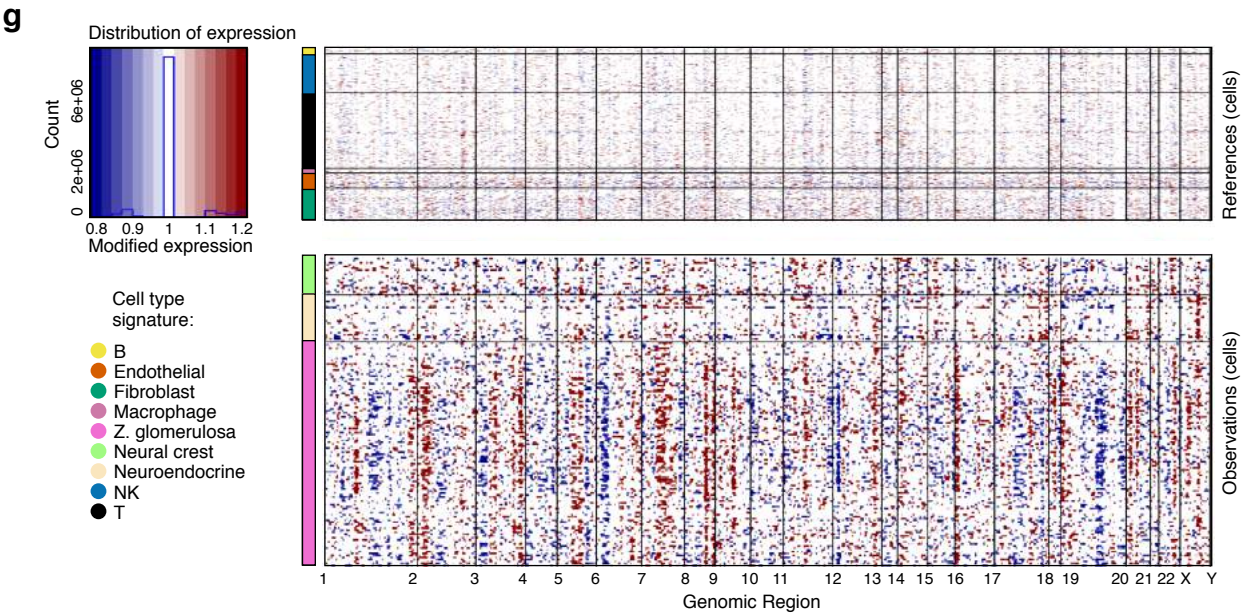 g
Distribution of expression
Count
0 2e+06 6e+06
0.8 0.9 1 1.1 1.2
Modified expression
Cell type
signature:
B
Endothelial
Fibroblast
Macrophage
Z. glomerulosa
Neural crest
Neuroendocrine
NK
T
References (cells)
Observations (cells)
1 2 3 4 5 6 7 8 9 10 11 12 13 14 15 16 17 18 19 20 21 22 X Y
Genomic Region